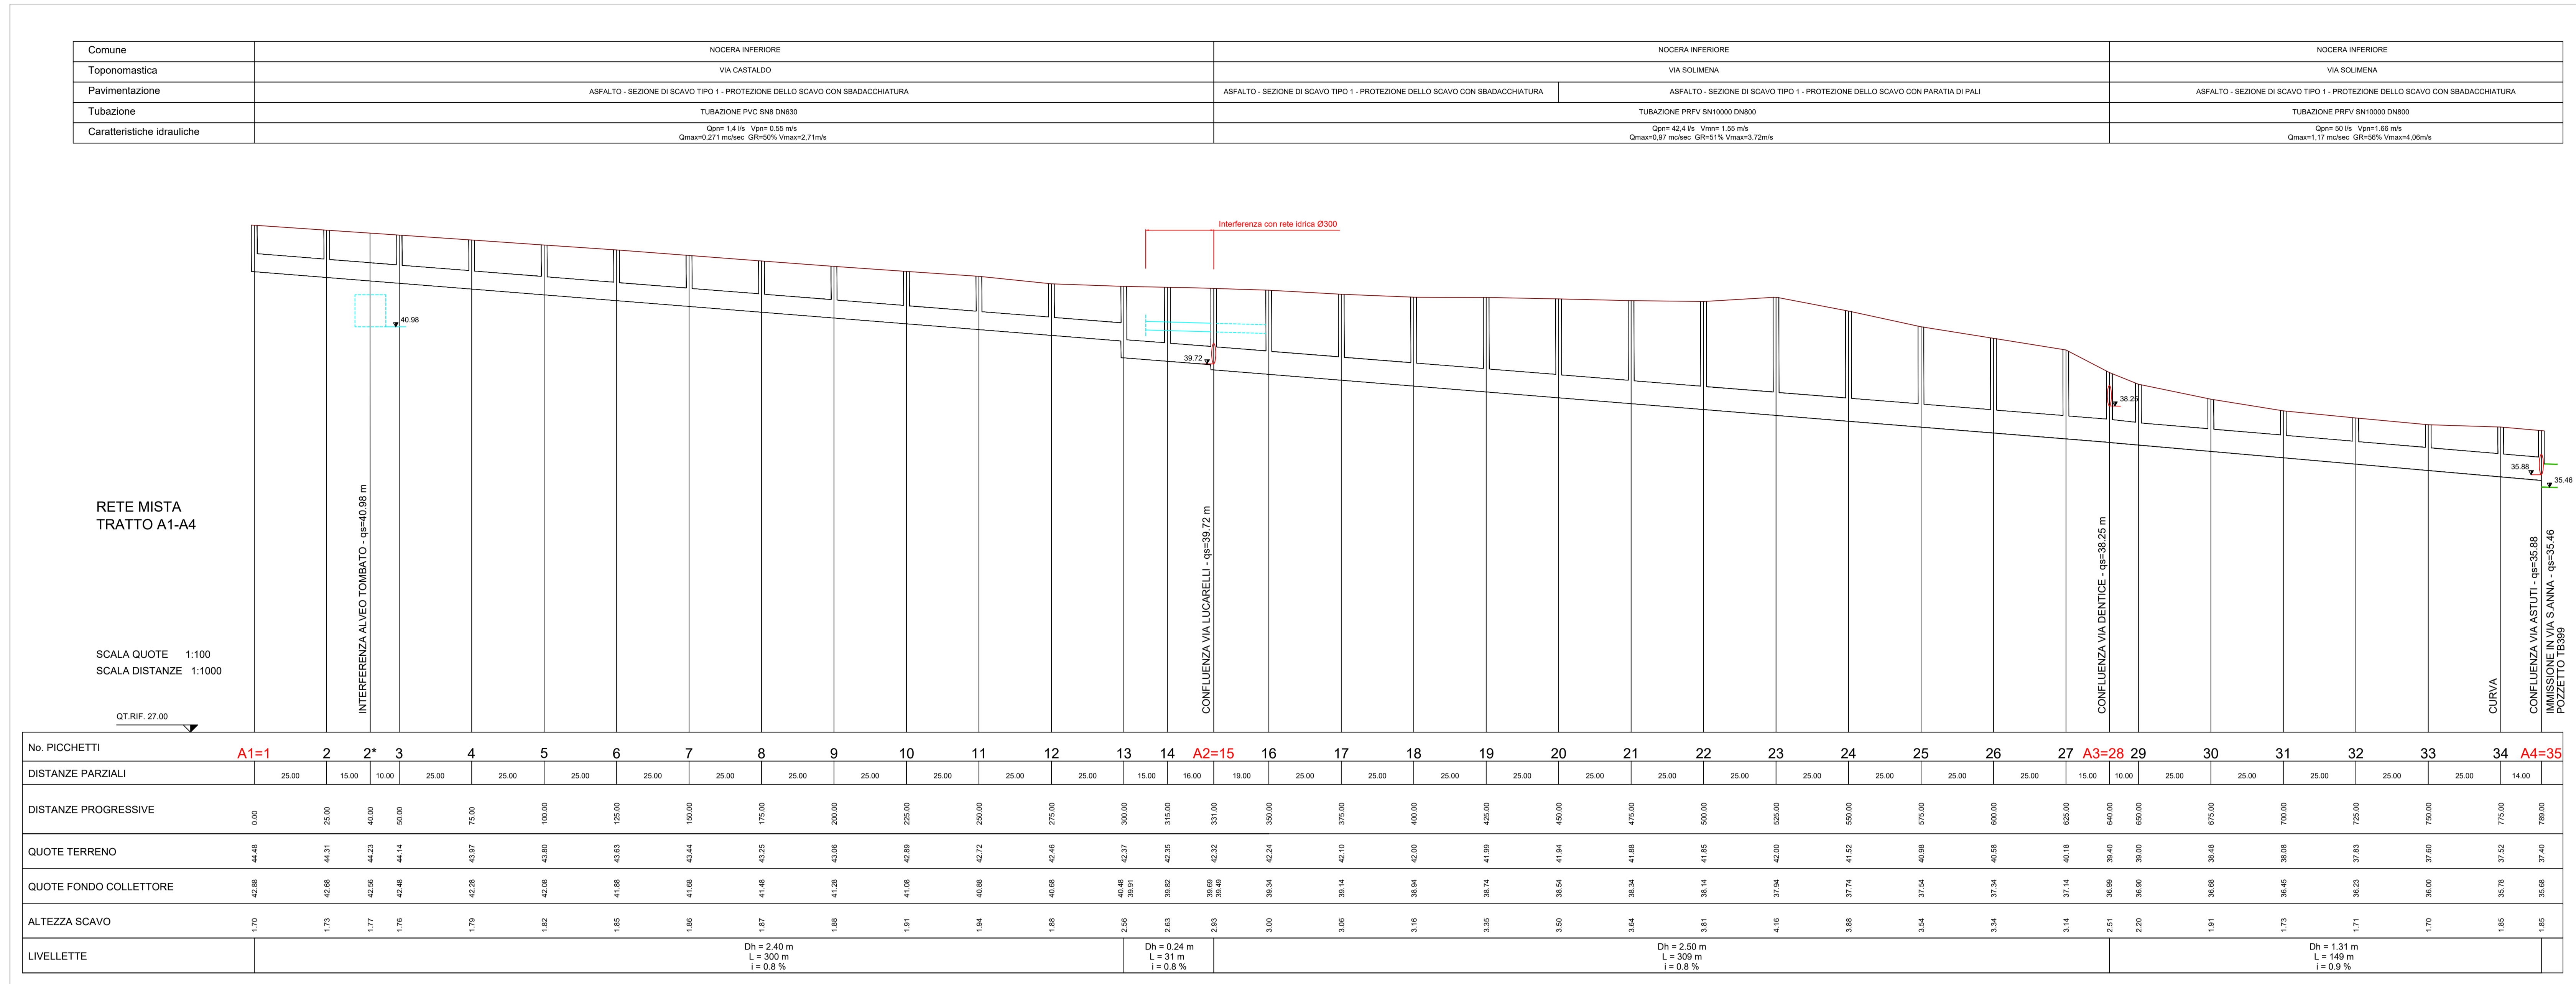 Comune NOCERA INFERIORE NOCERA INFERIORE NOCERA INFERIORE
Toponomastica VIA CASTALDO VIA SOLIMENA VIA SOLIMENA
Pavimentazione ASFALTO - SEZIONE DI SCAVO TIPO 1 - PROTEZIONE DELLO SCAVO CON SBADACCHIATURA ASFALTO - SEZIONE DI SCAVO TIPO 1 - PROTEZIONE DELLO SCAVO CON SBADACCHIATURA ASFALTO - SEZIONE DI SCAVO TIPO 1 - PROTEZIONE DELLO SCAVO CON PARATIA DI PALI ASFALTO - SEZIONE DI SCAVO TIPO 1 - PROTEZIONE DELLO SCAVO CON SBADACCHIATURA
Tubazione TUBAZIONE PVC SN8 DN630 TUBAZIONE PRFV SN10000 DN800 TUBAZIONE PRFV SN10000 DN800
Caratteristiche idrauliche
Qpn= 1,4 l/s Vpn= 0.55 m/s
Qmax=0,271 mc/sec GR=50% Vmax=2,71m/s
Qpn= 42,4 l/s Vmn= 1.55 m/s
Qmax=0,97 mc/sec GR=51% Vmax=3.72m/s
Qpn= 50 l/s Vpn=1.66 m/s
Qmax=1,17 mc/sec GR=56% Vmax=4,06m/s
Interferenza con rete idrica Ø300
40.98
39.72
38.25
35.88
35.46
RETE MISTA
TRATTO A1-A4
SCALA QUOTE 1:100
SCALA DISTANZE 1:1000
QT.RIF. 27.00
INTERFERENZA ALVEO TOMBATO - qs=40.98 m
CONFLUENZA VIA LUCARELLI - qs=39.72 m
CONFLUENZA VIA DENTICE - qs=38.25 m
CURVA
CONFLUENZA VIA ASTUTI - qs=35.88
IMMISSIONE IN VIA S.ANNA - qs=35.46
POZZETTO TB399
No. PICCHETTI A1=1 2 2* 3 4 5 6 7 8 9 10 11 12 13 14 A2=15 16 17 18 19 20 21 22 23 24 25 26 27 A3=28 29 30 31 32 33 34 A4=35
DISTANZE PARZIALI 25.00 15.00 10.00 25.00 25.00 25.00 25.00 25.00 25.00 25.00 25.00 25.00 25.00 15.00 16.00 19.00 25.00 25.00 25.00 25.00 25.00 25.00 25.00 25.00 25.00 25.00 25.00 15.00 10.00 25.00 25.00 25.00 25.00 25.00 14.00
DISTANZE PROGRESSIVE 0.00 25.00 40.00 50.00 75.00 100.00 125.00 150.00 175.00 200.00 225.00 250.00 275.00 300.00 315.00 331.00 350.00 375.00 400.00 425.00 450.00 475.00 500.00 525.00 550.00 575.00 600.00 625.00 640.00 650.00 675.00 700.00 725.00 750.00 775.00 789.00
QUOTE TERRENO 44.48 44.31 44.23 44.14 43.97 43.80 43.63 43.44 43.25 43.06 42.89 42.72 42.46 42.37 42.35 42.32 42.24 42.10 42.00 41.99 41.94 41.88 41.85 42.00 41.52 40.98 40.58 40.18 39.40 39.00 38.48 38.08 37.83 37.60 37.52 37.40
QUOTE FONDO COLLETTORE 42.88 42.68 42.56 42.48 42.28 42.08 41.88 41.68 41.48 41.28 41.08 40.88 40.68 40.48 39.91 39.82 39.69 39.49 39.34 39.14 38.94 38.74 38.54 38.34 38.14 37.94 37.74 37.54 37.34 37.14 36.99 36.90 36.68 36.45 36.23 36.00 35.78 35.68
ALTEZZA SCAVO 1.70 1.73 1.77 1.76 1.79 1.82 1.85 1.86 1.87 1.88 1.91 1.94 1.88 2.56 2.63 2.93 3.00 3.06 3.16 3.35 3.50 3.64 3.81 4.16 3.88 3.54 3.34 3.14 2.51 2.20 1.91 1.73 1.71 1.70 1.85 1.85
LIVELLETTE
Dh = 2.40 m
L = 300 m
i = 0.8 %
Dh = 0.24 m
L = 31 m
i = 0.8 %
Dh = 2.50 m
L = 309 m
i = 0.8 %
Dh = 1.31 m
L = 149 m
i = 0.9 %